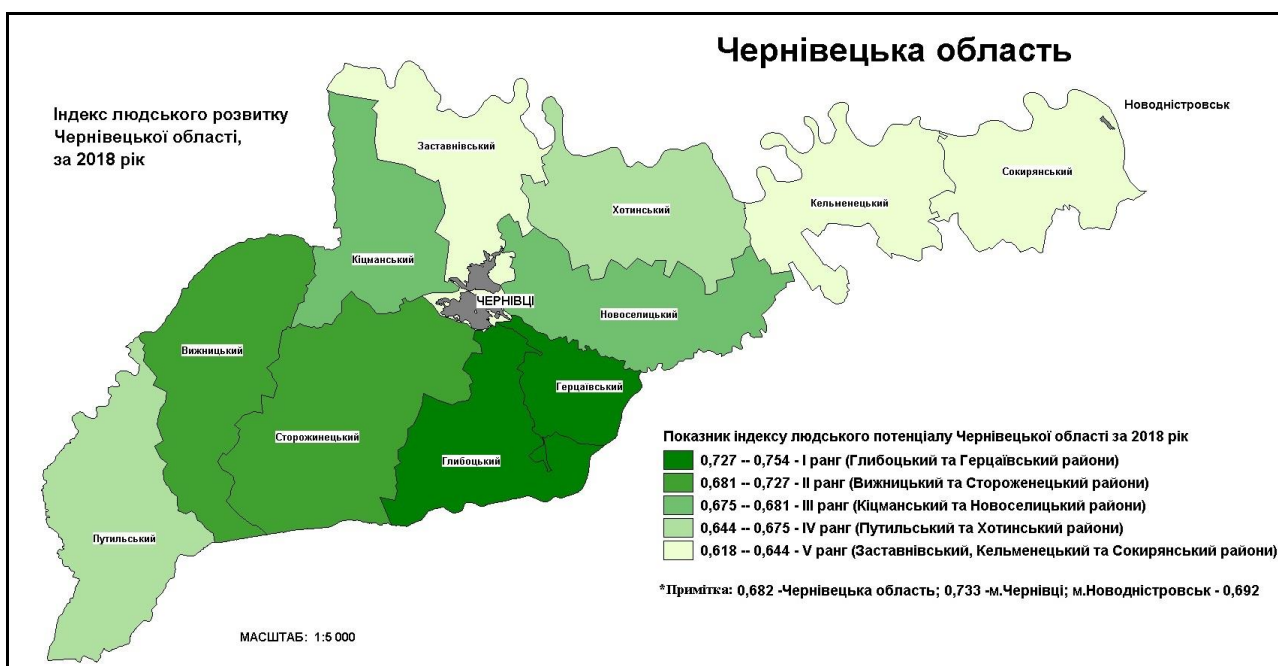 Чернівецька область
Індекс людського розвитку
Чернівецької області,
за 2018 рік
Новодністровськ
Заставнівський
Сокирянський
Кельменецький
Хотинський
Кіцманський
ЧЕРНІВЦІ
Новоселицький
Вижницький
Герцаївський
Сторожинецький
Глибоцький
Путильський
Показник індексу людського потенціалу Чернівецької області за 2018 рік
0,727 -- 0,754 - I ранг (Глибоцький та Герцаївський райони)
0,681 -- 0,727 - II ранг (Вижницький та Стороженецький райони)
0,675 -- 0,681 - III ранг (Кіцманський та Новоселицький райони)
0,644 -- 0,675 - IV ранг (Путильський та Хотинський райони)
0,618 -- 0,644 - V ранг (Заставнівський, Кельменецький та Сокирянський райони)
*Примітка: 0,682 -Чернівецька область; 0,733 -м.Чернівці; м.Новодністровськ - 0,692
МАСШТАБ: 1:5 000